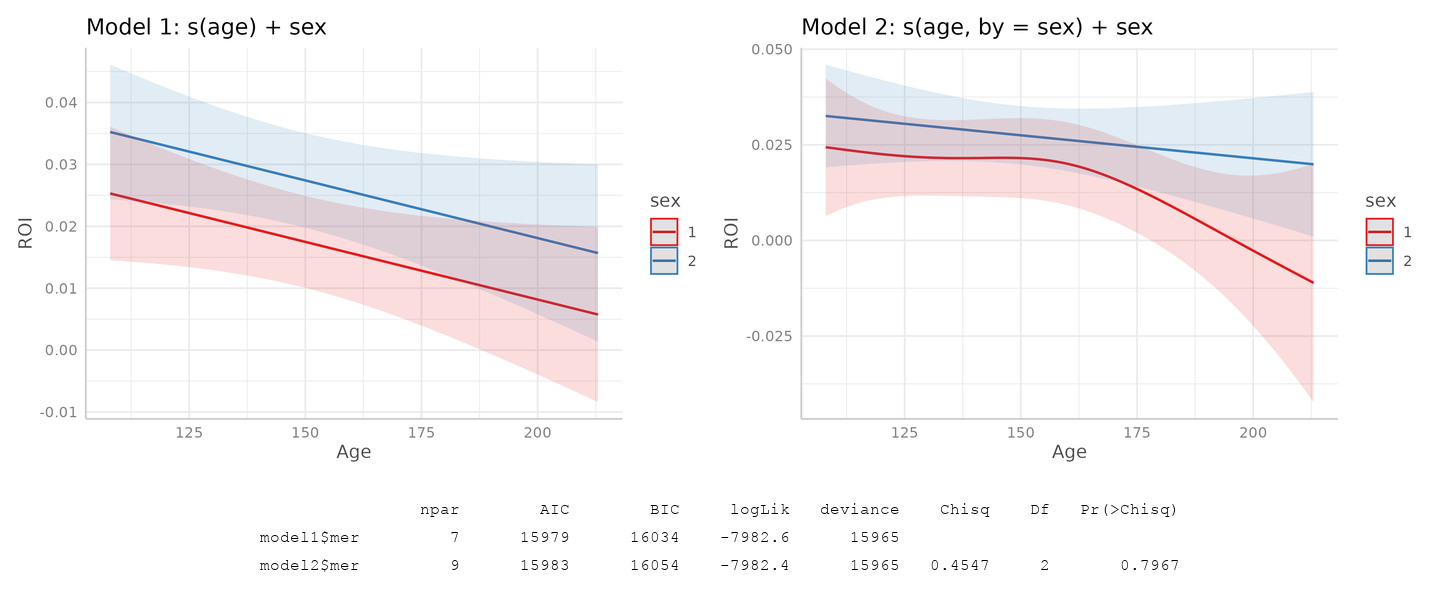 Model 1: s(age) + sex
0.04
0.03
0.02
0.01
0.00
-0.01
ROI
125 150 175 200
Age
sex
1
2
Model 2: s(age, by = sex) + sex
0.050
0.025
0.000
-0.025
ROI
125 150 175 200
Age
sex
1
2
npar AIC BIC logLik deviance Chisq Df Pr(>Chisq)
model1$mer 7 15979 16034 -7982.6 15965
model2$mer 9 15983 16054 -7982.4 15965 0.4547 2 0.7967